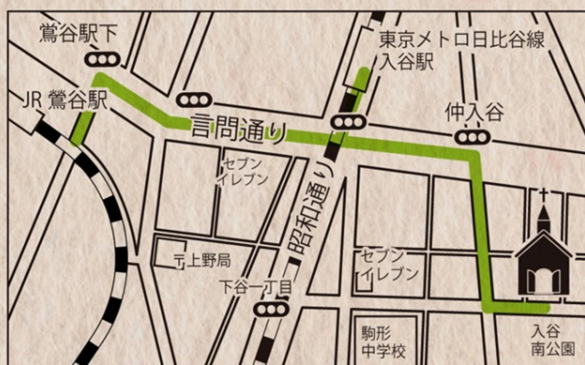 鶯谷駅下
東京メトロ日比谷線
入谷駅
JR 鶯谷駅
仲入谷
言問通り
セブン
イレブン
昭和通り
〒上野局
セブン
イレブン
下谷一丁目
駒形
中学校
入谷
南公園